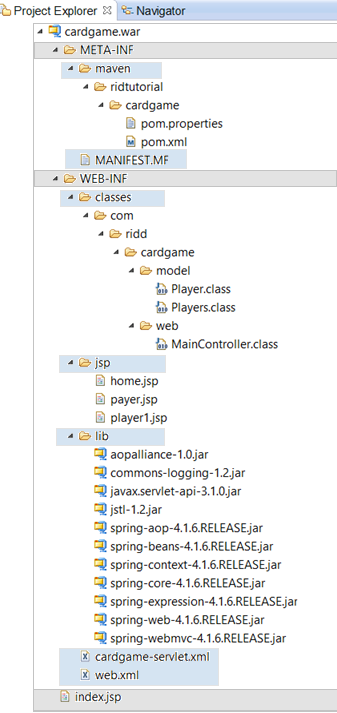 Project Explorer Navigator
cardgame.war
META-INF
maven
ridtutorial
cardgame
pom.properties
pom.xml
MANIFEST.MF
WEB-INF
classes
com
ridd
cardgame
model
Player.class
Players.class
web
MainController.class
jsp
home.jsp
payer.jsp
player1.jsp
lib
aopalliance-1.0.jar
commons-logging-1.2.jar
javax.servlet-api-3.1.0.jar
jstl-1.2.jar
spring-aop-4.1.6.RELEASE.jar
spring-beans-4.1.6.RELEASE.jar
spring-context-4.1.6.RELEASE.jar
spring-core-4.1.6.RELEASE.jar
spring-expression-4.1.6.RELEASE.jar
spring-web-4.1.6.RELEASE.jar
spring-webmvc-4.1.6.RELEASE.jar
cardgame-servlet.xml
web.xml
index.jsp